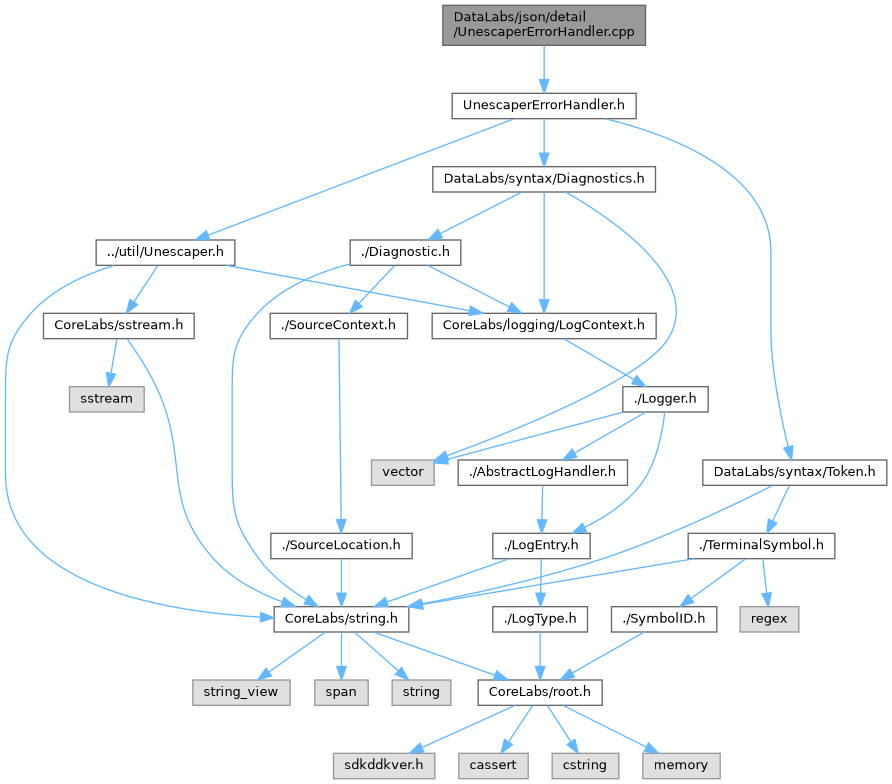 DataLabs/json/detail
/UnescaperErrorHandler.cpp
UnescaperErrorHandler.h
DataLabs/syntax/Diagnostics.h
../util/Unescaper.h
./Diagnostic.h
CoreLabs/sstream.h
./SourceContext.h
CoreLabs/logging/LogContext.h
sstream
./Logger.h
vector
./AbstractLogHandler.h
DataLabs/syntax/Token.h
./SourceLocation.h
./LogEntry.h
./TerminalSymbol.h
CoreLabs/string.h
./LogType.h
./SymbolID.h
regex
string_view
span
string
CoreLabs/root.h
sdkddkver.h
cassert
cstring
memory